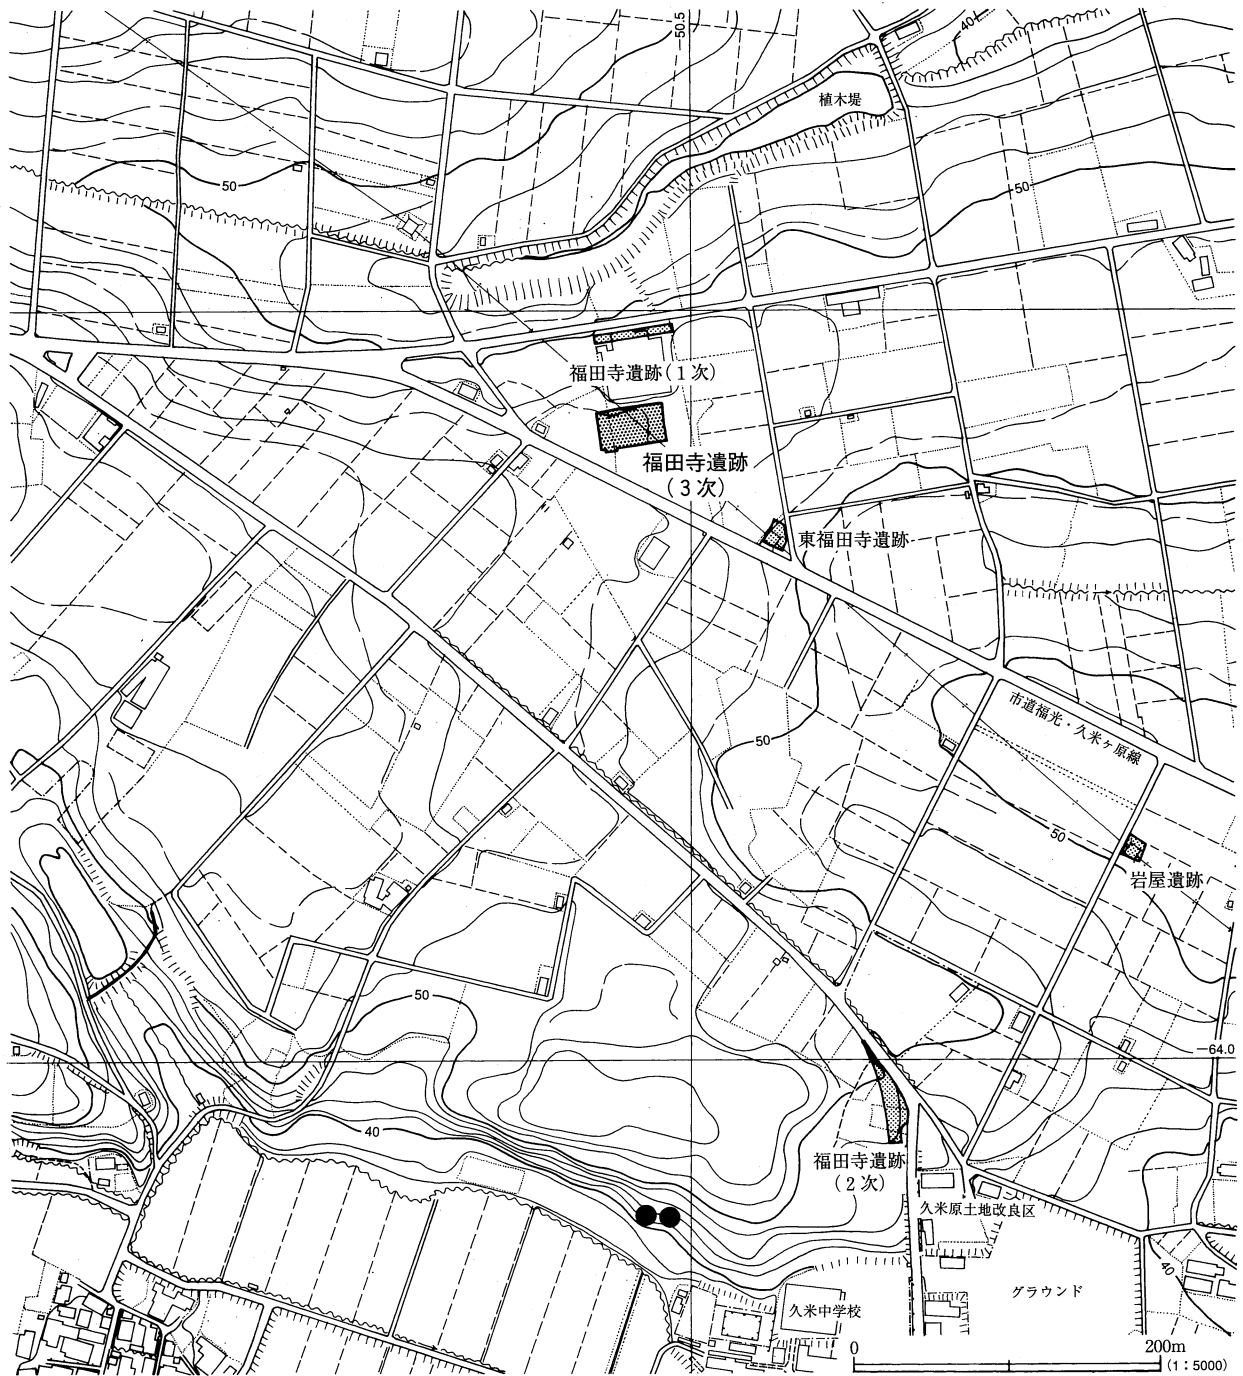 50.5
40
植木堤
50
50
福田寺遺跡(1次)
福田寺遺跡
(3次)
東福田寺遺跡
市道福光・久米ヶ原線
50
50
岩屋遺跡
50
-64.0
40
福田寺遺跡
(2次)
久米原土地改良区
40
グラウンド
久米中学校
0 200m
(1:5000)